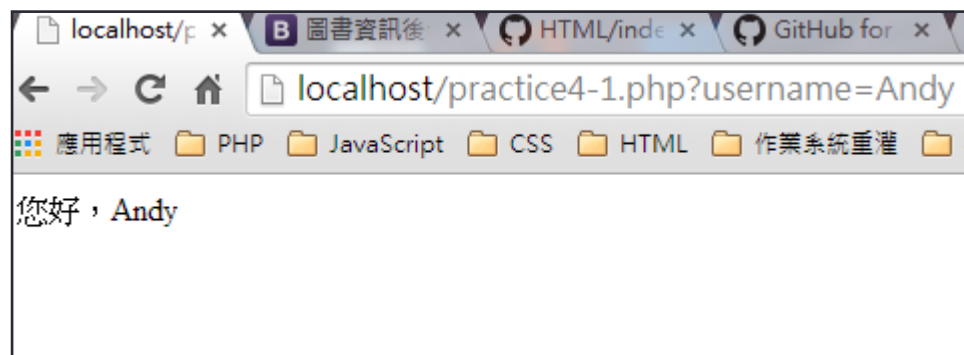 localhost/p × B 圖書資訊後 × HTML/inde × GitHub for ×
localhost/practice4-1.php?username=Andy
應用程式 PHP JavaScript CSS HTML 作業系統重灌
您好，Andy